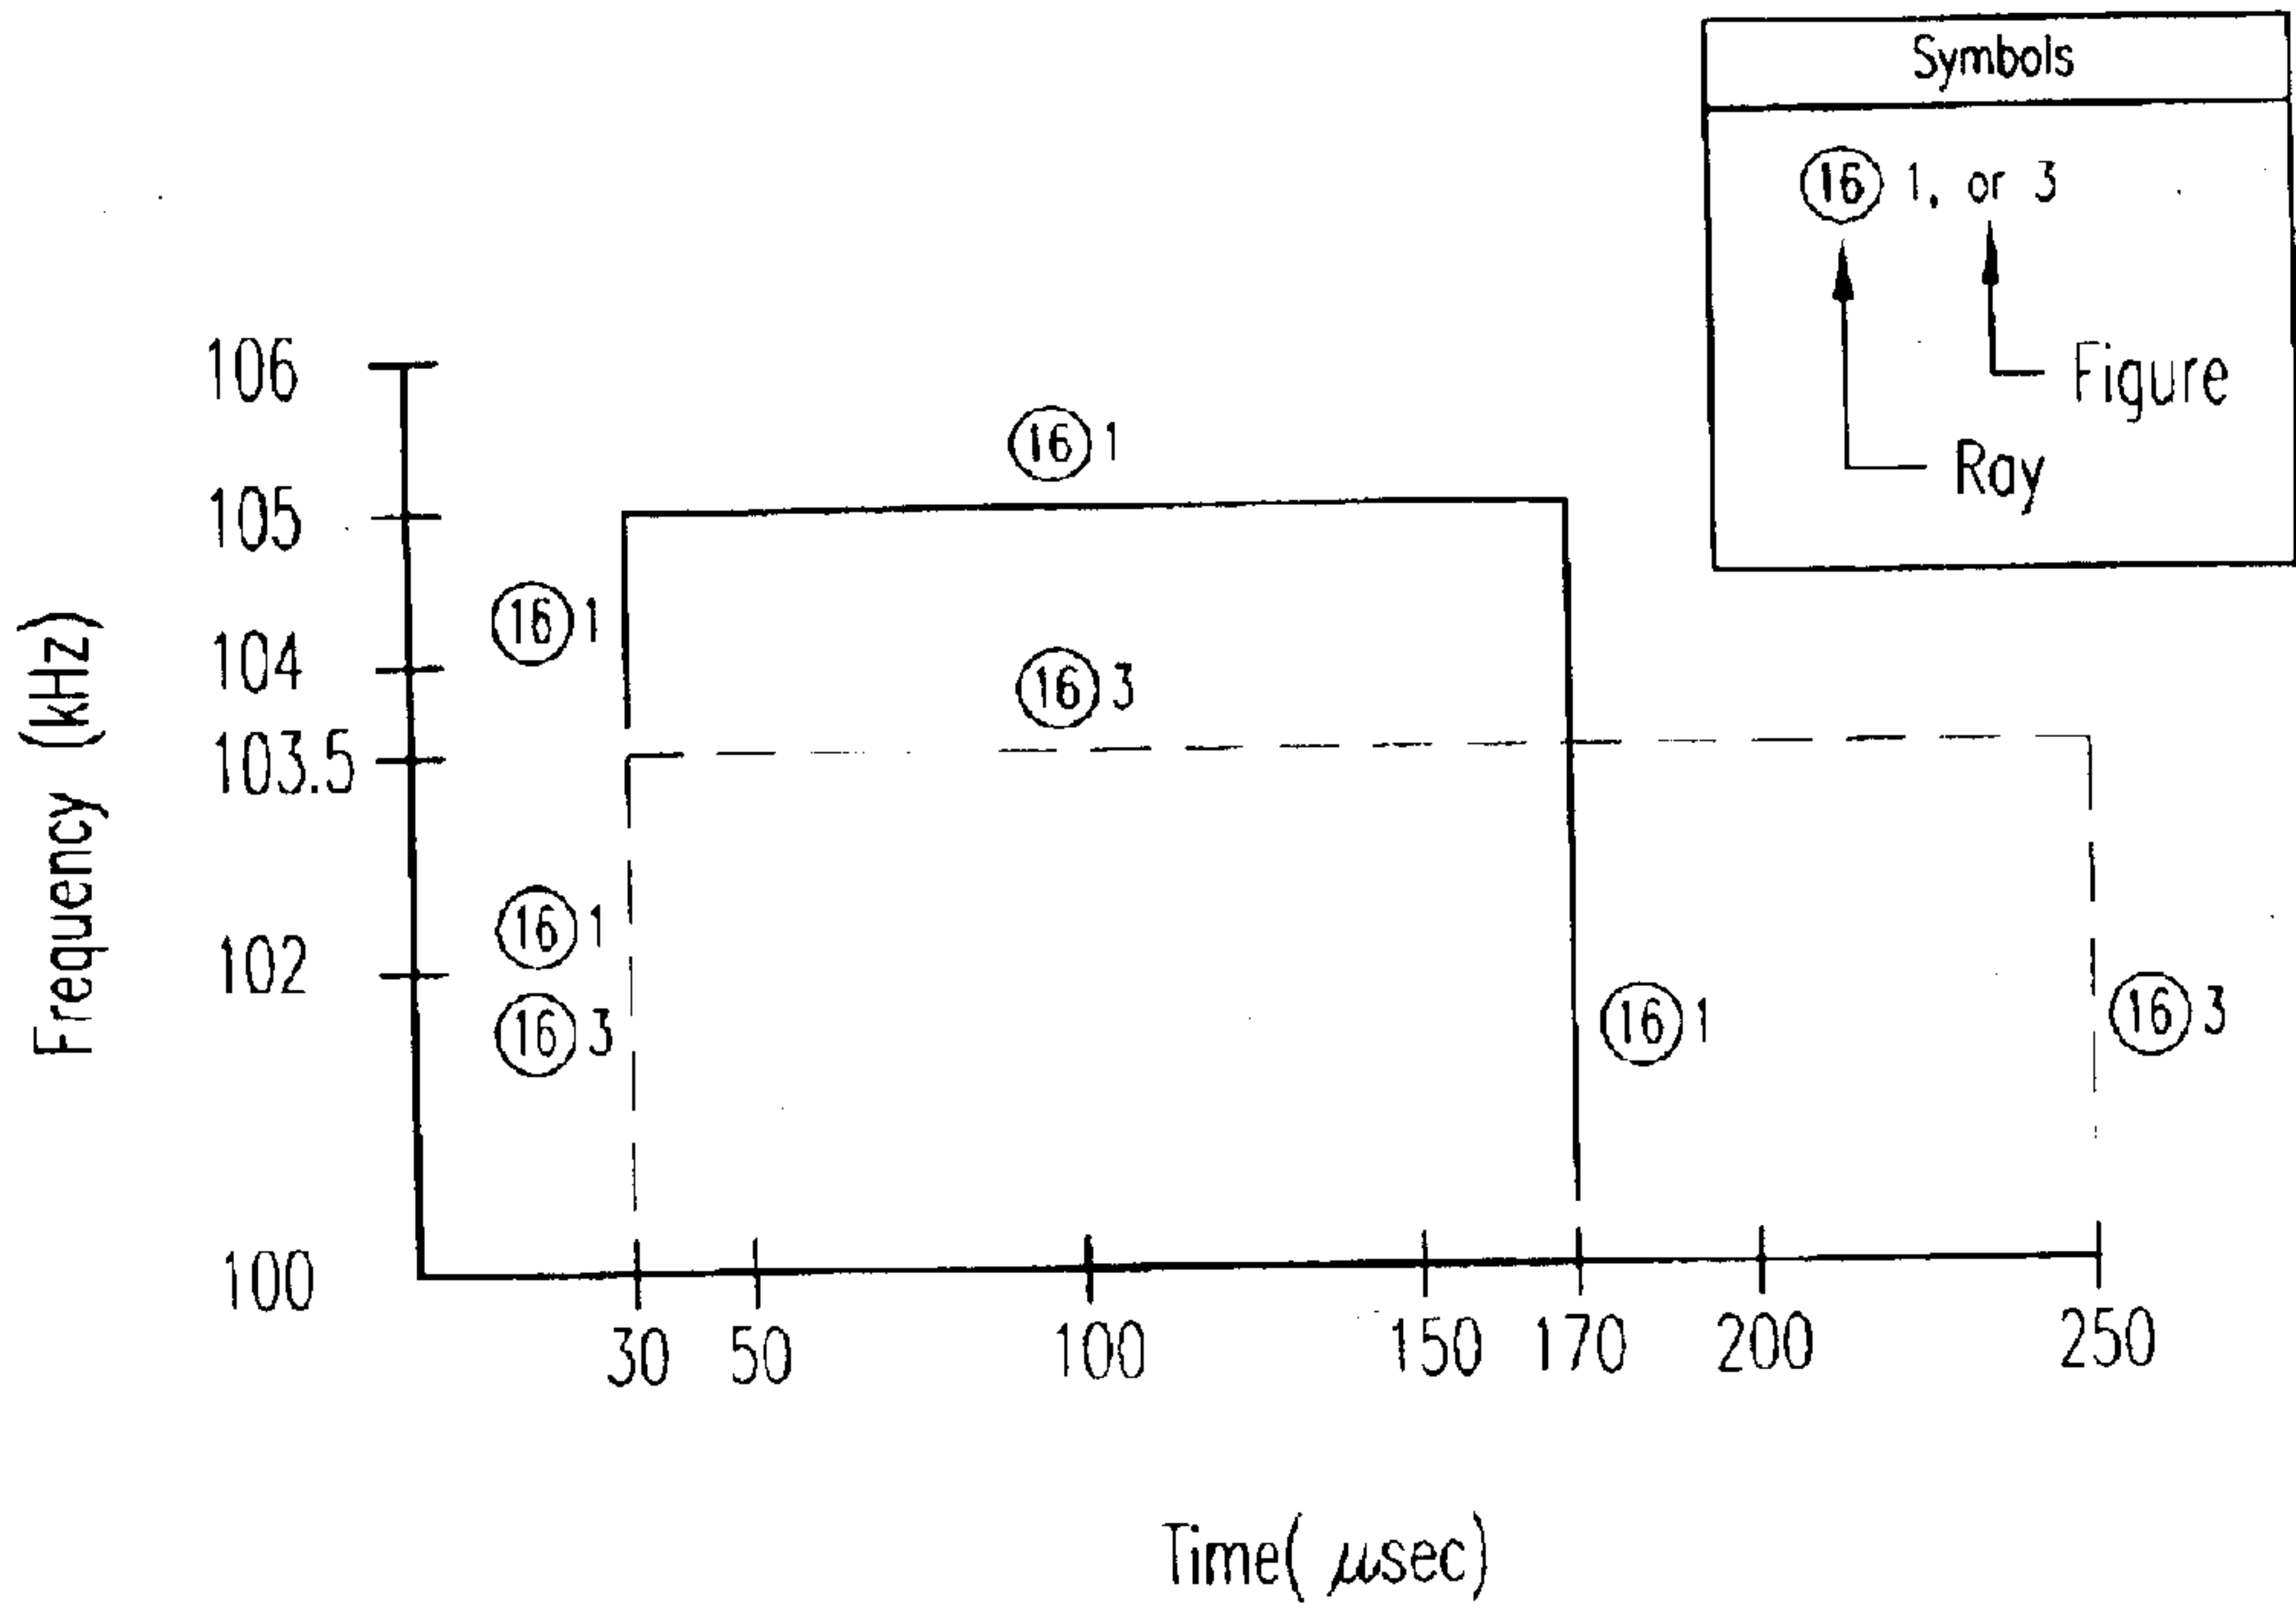 Symbols
16 1, or 3
Figure
Ray
106
105
104
103.5
102
100
Frequency (kHz)
16 1
16 1
16 3
16 1
16 3
16 1
16 3
30 50 100 150 170 200 250
Time( μsec)